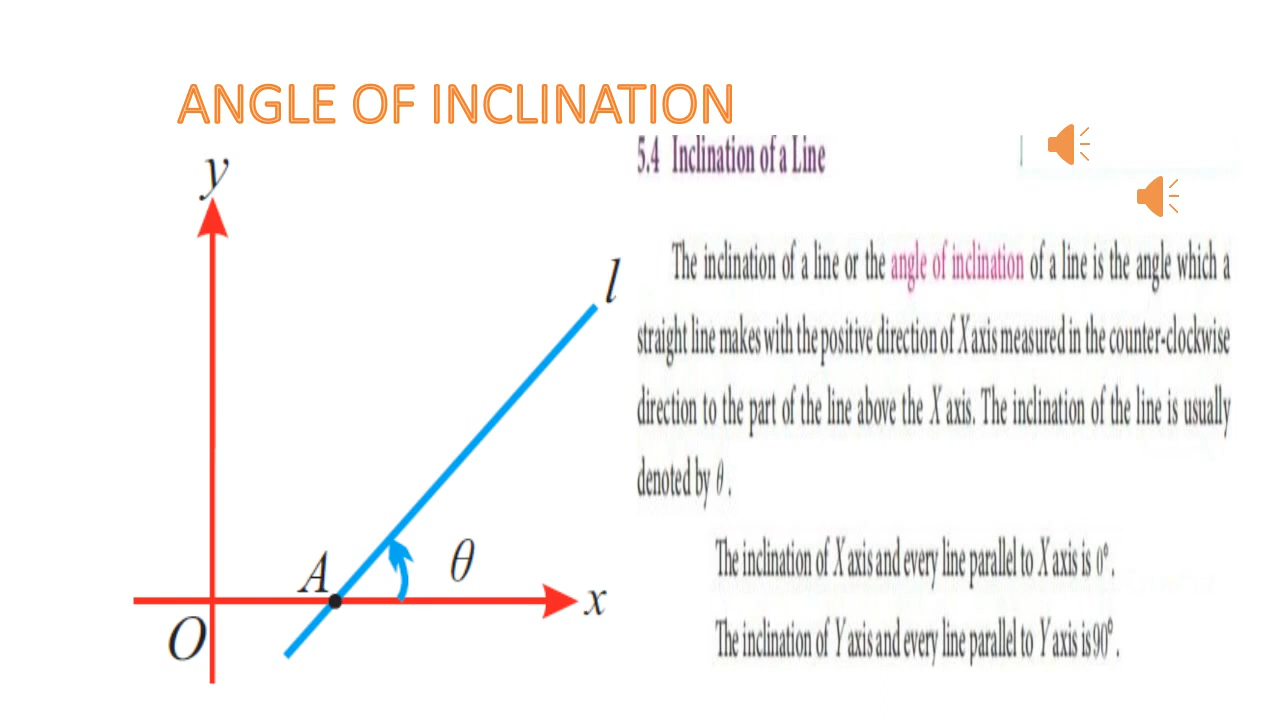 ANGLE OF INCLINATION
y
l
A
θ
x
O
5.4 Inclination of a Line
The inclination of a line or the angle of inclination of a line is the angle which a
straight line makes with the positive direction of X axis measured in the counter-clockwise
direction to the part of the line above the X axis. The inclination of the line is usually
denoted by θ .
The inclination of X axis and every line parallel to X axis is 0°.
The inclination of Y axis and every line parallel to Y axis is 90°.